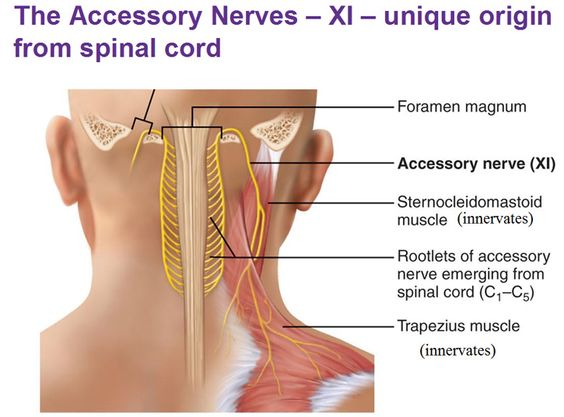 The Accessory Nerves – XI – unique origin
from spinal cord
Foramen magnum
Accessory nerve (XI)
Sternocleidomastoid
muscle (innervates)
Rootlets of accessory
nerve emerging from
spinal cord (C₁–C₅)
Trapezius muscle
(innervates)